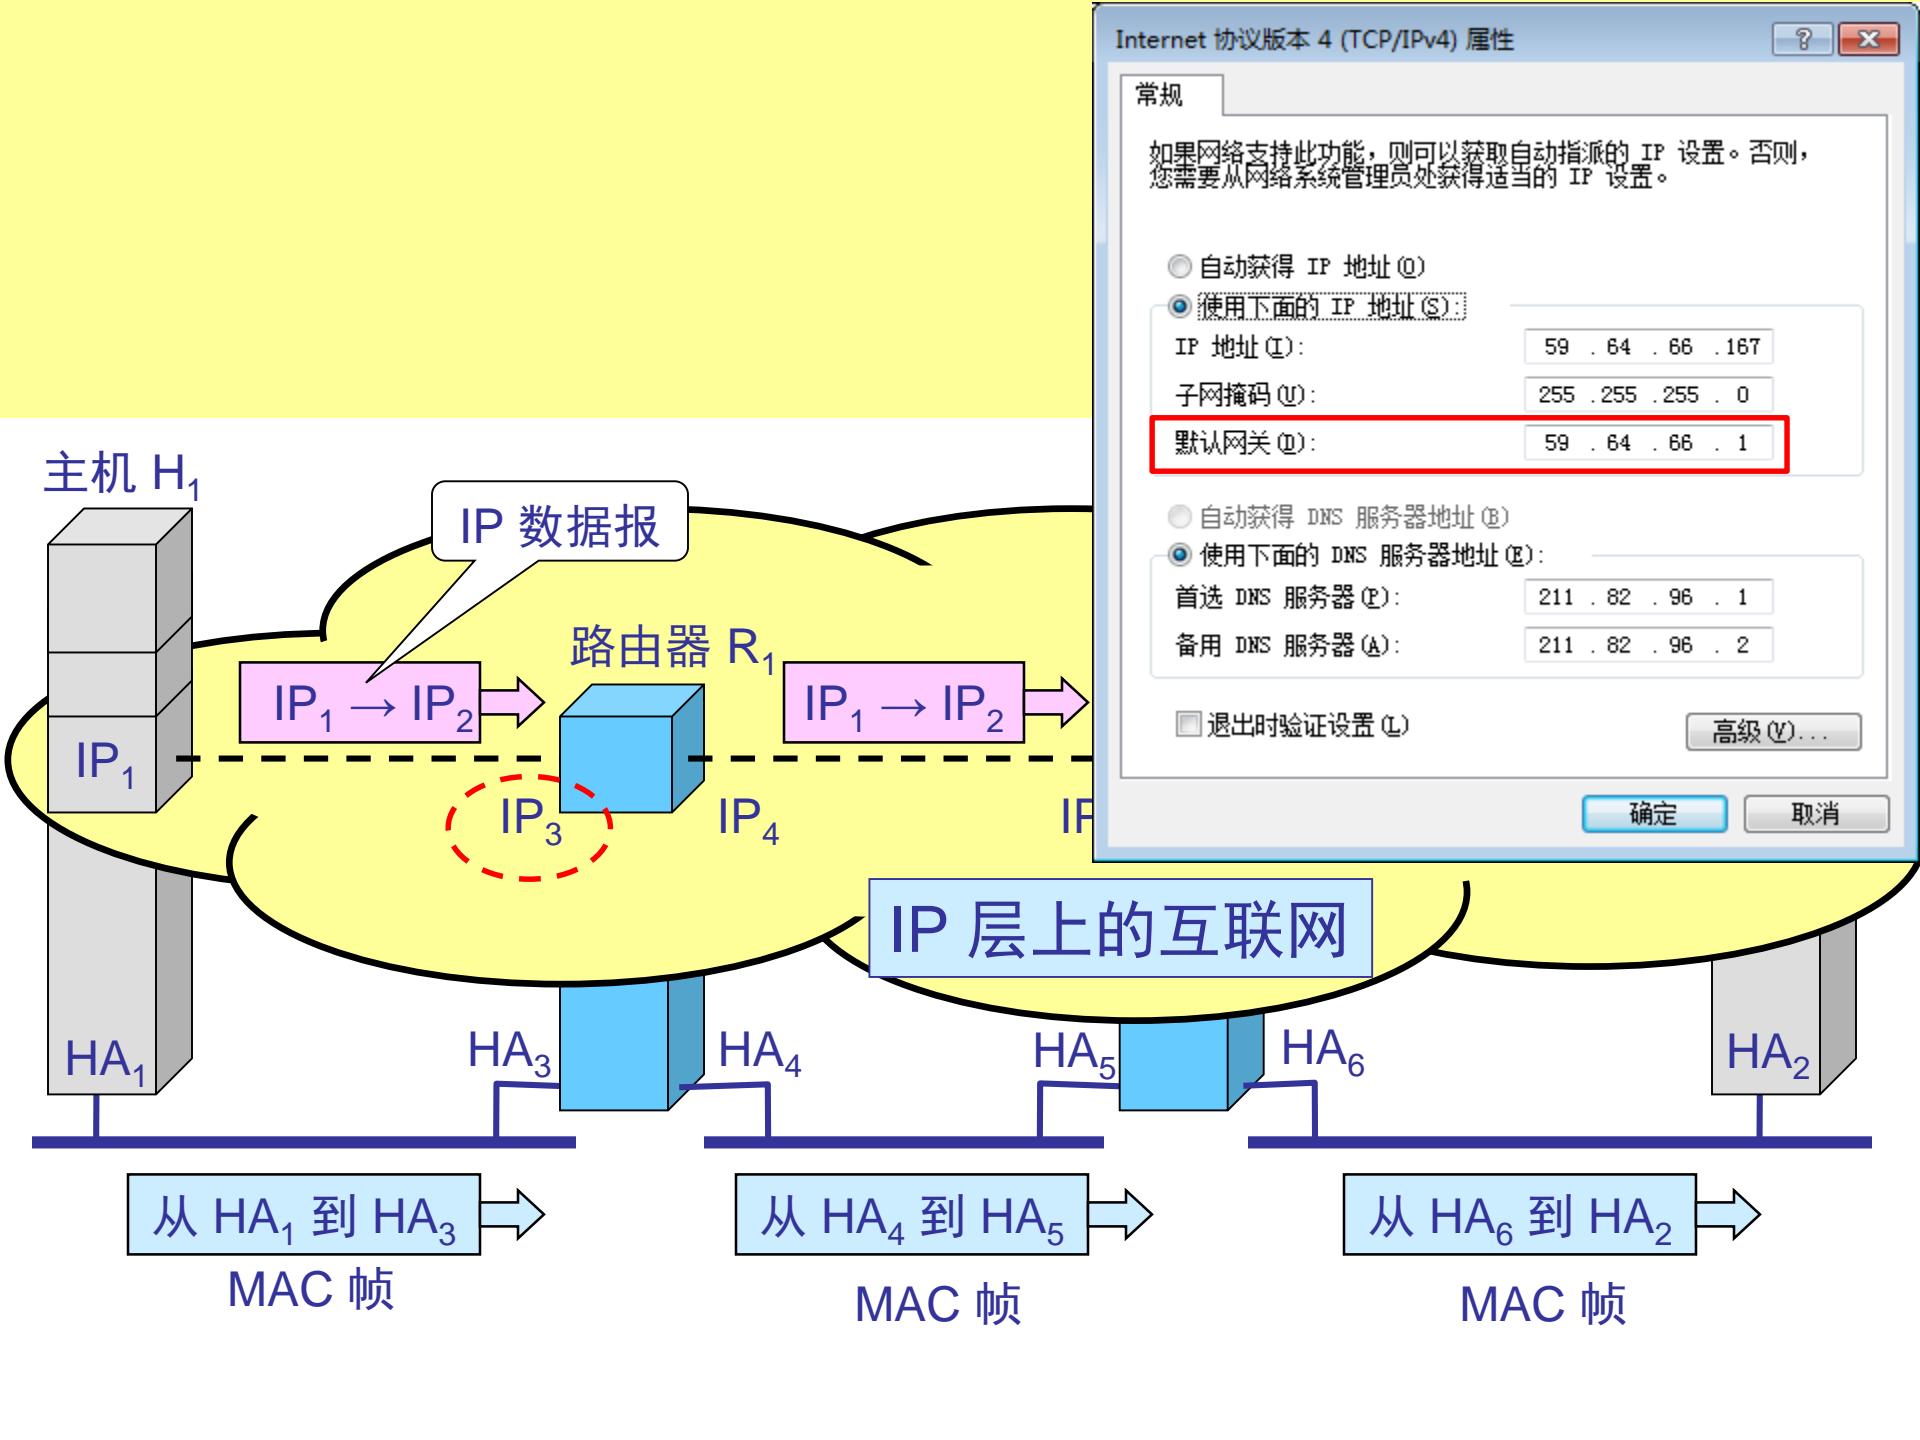 Internet 协议版本 4 (TCP/IPv4) 属性
常规
如果网络支持此功能，则可以获取自动指派的 IP 设置。否则，
您需要从网络系统管理员处获得适当的 IP 设置。
自动获得 IP 地址(O)
使用下面的 IP 地址(S):
IP 地址(I): 59 . 64 . 66 .167
子网掩码(U): 255 .255 .255 . 0
默认网关(D): 59 . 64 . 66 . 1
自动获得 DNS 服务器地址(B)
使用下面的 DNS 服务器地址(E):
首选 DNS 服务器(P): 211 . 82 . 96 . 1
备用 DNS 服务器(A): 211 . 82 . 96 . 2
退出时验证设置(L)
高级(V)...
确定 取消
主机 H₁
IP 数据报
路由器 R₁
IP₁ → IP₂ IP₁ → IP₂
IP₁
IP₃ IP₄
IP 层上的互联网
HA₁ HA₃ HA₄ HA₅ HA₆ HA₂
从 HA₁ 到 HA₃ 从 HA₄ 到 HA₅ 从 HA₆ 到 HA₂
MAC 帧 MAC 帧 MAC 帧